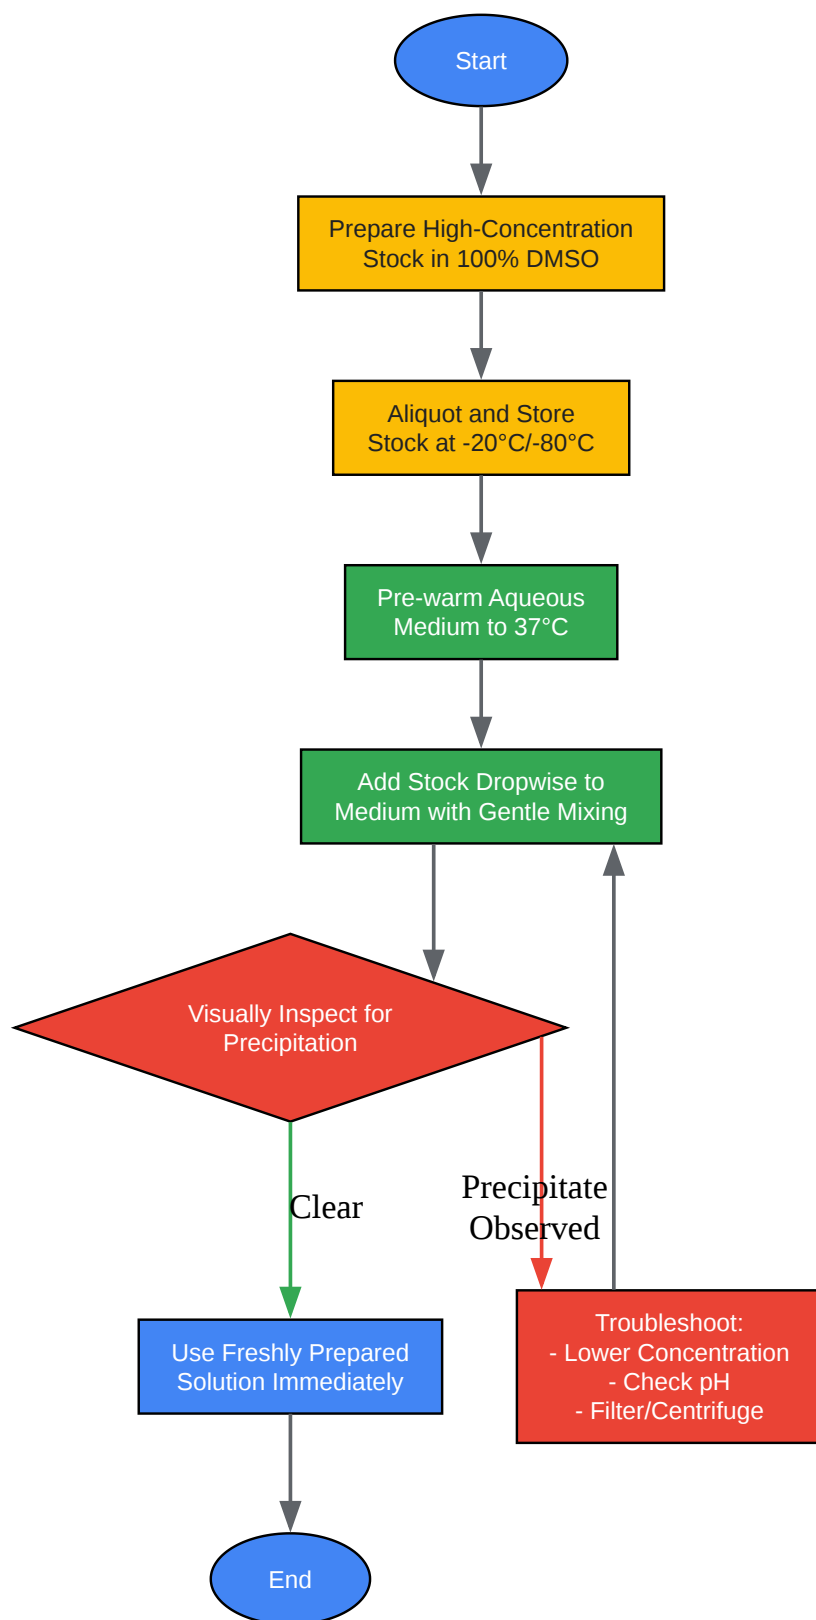 Start
Prepare High-Concentration
Stock in 100% DMSO
Aliquot and Store
Stock at -20°C/-80°C
Pre-warm Aqueous
Medium to 37°C
Add Stock Dropwise to
Medium with Gentle Mixing
Visually Inspect for
Precipitation
Clear
Precipitate
Observed
Use Freshly Prepared
Solution Immediately
Troubleshoot:
- Lower Concentration
- Check pH
- Filter/Centrifuge
End